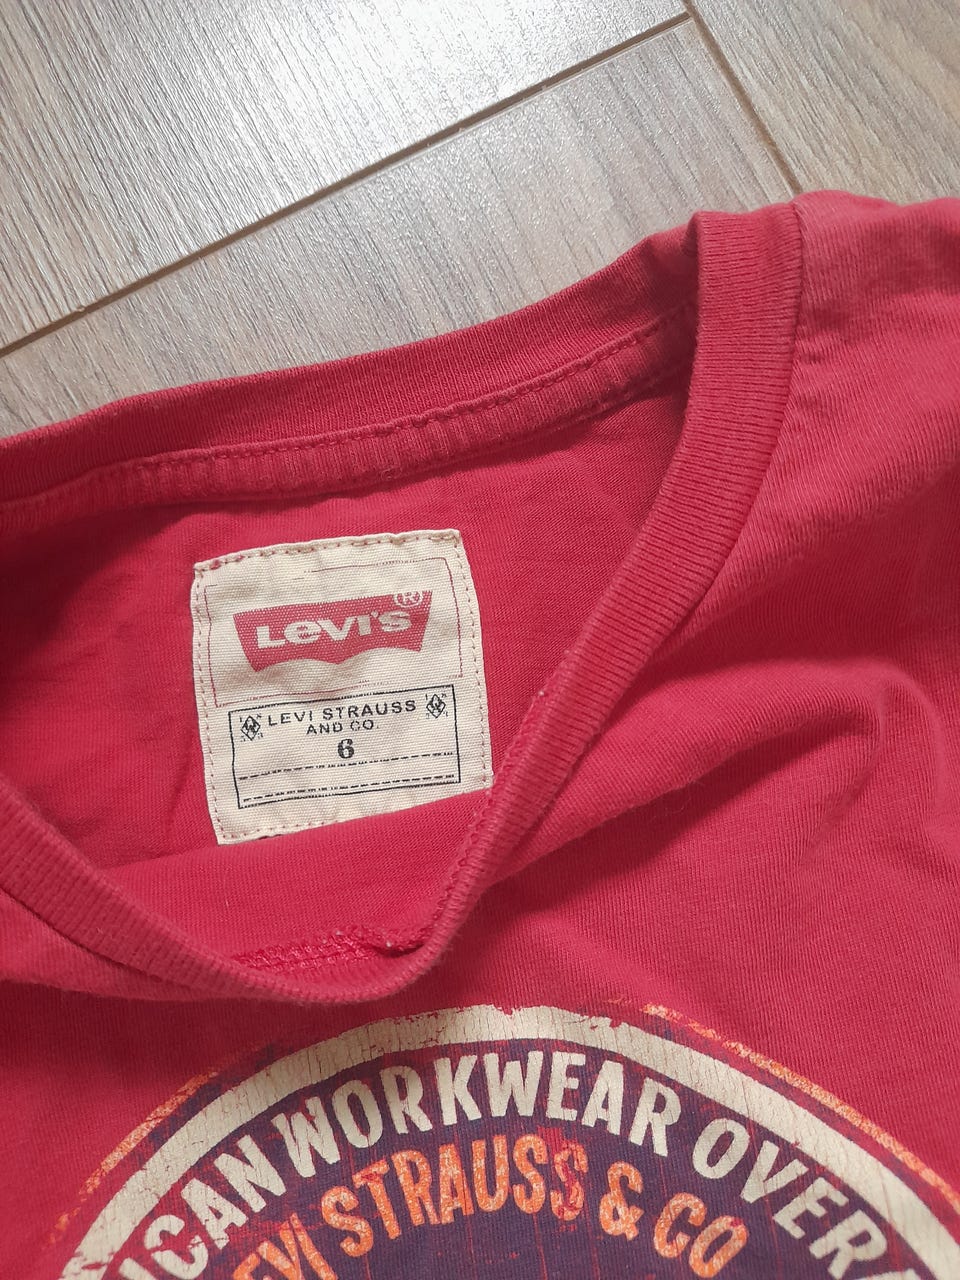 LEVI'S
®
LEVI STRAUSS
AND CO.
6
ICAN WORKWEAR OVER
EVI STRAUSS & CO